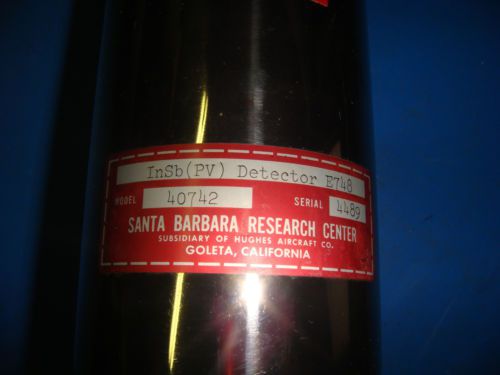 InSb(PV) Detector E748
MODEL 40742 SERIAL 4489
SANTA BARBARA RESEARCH CENTER
SUBSIDIARY OF HUGHES AIRCRAFT CO.
GOLETA, CALIFORNIA